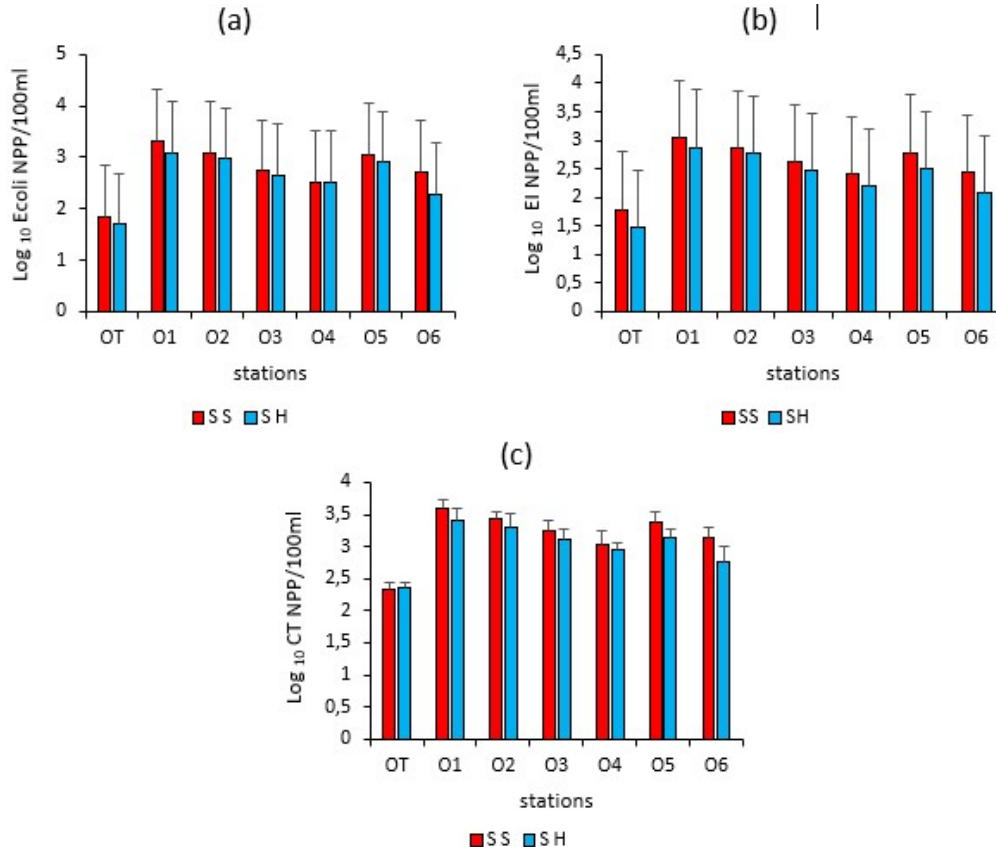 (a)
Log 10 Ecoli NPP/100ml
5
4
3
2
1
0
OT O1 O2 O3 O4 O5 O6
stations
S S S H
(b)
Log 10 EI NPP/100ml
4,5
4
3,5
3
2,5
2
1,5
1
0,5
0
OT O1 O2 O3 O4 O5 O6
stations
SS SH
(c)
Log 10 CT NPP/100ml
4
3,5
3
2,5
2
1,5
1
0,5
0
OT O1 O2 O3 O4 O5 O6
stations
S S S H